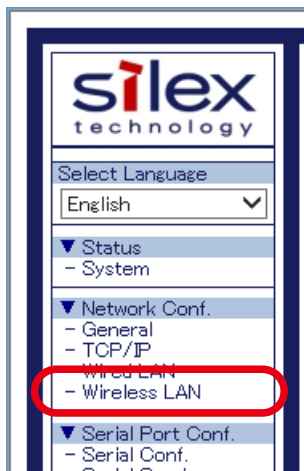 silex
technology
Select Language
English
▼ Status
- System
▼ Network Conf.
- General
- TCP/IP
- Wired LAN
- Wireless LAN
▼ Serial Port Conf.
- Serial Conf.